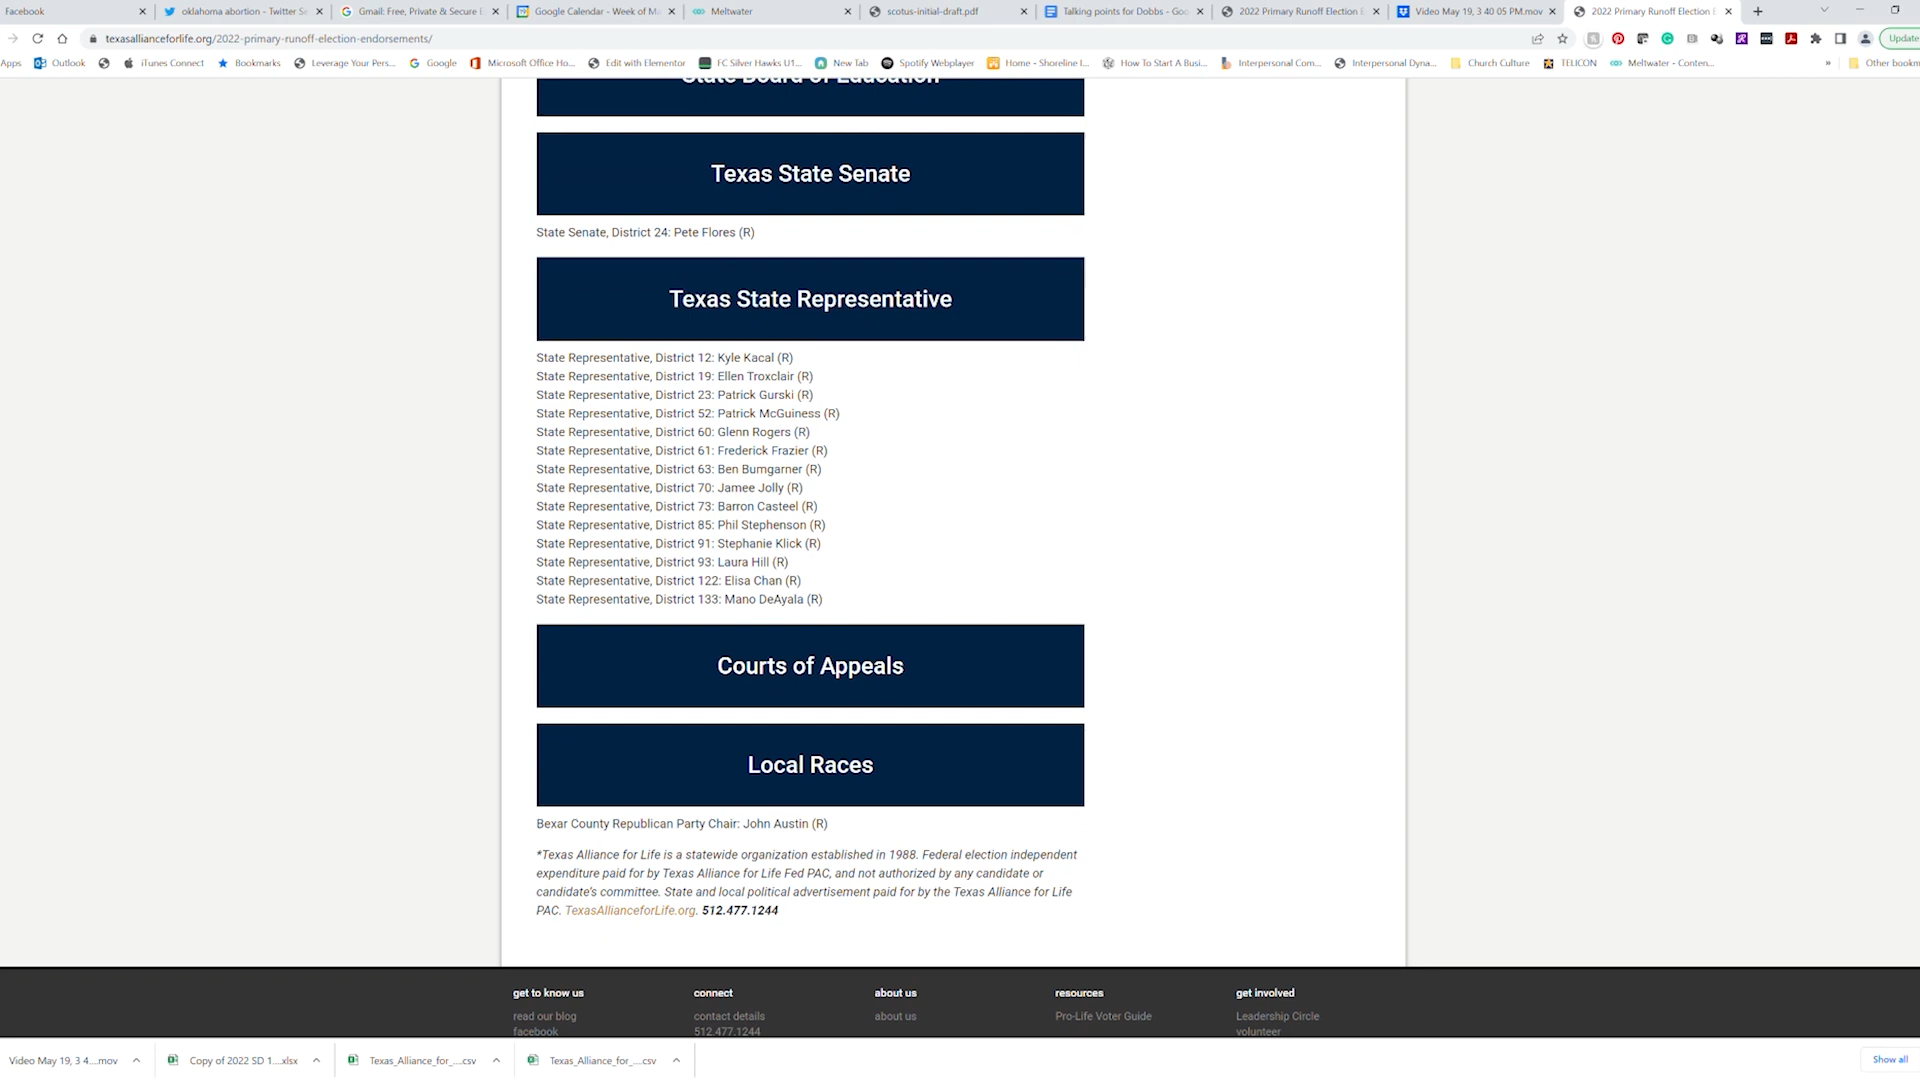 Facebook
oklahoma abortion - Twitter Se
Gmail: Free, Private & Secure E
Google Calendar - Week of Ma
Meltwater
scotus-initial-draft.pdf
Talking points for Dobbs - Goo
2022 Primary Runoff Election E
Video May 19, 3 40 05 PM.mov
2022 Primary Runoff Election E
texasallianceforlife.org/2022-primary-runoff-election-endorsements/
Update
Apps
Outlook
iTunes Connect
Bookmarks
Leverage Your Pers...
Google
Microsoft Office Ho...
Edit with Elementor
FC Silver Hawks U1...
New Tab
Spotify Webplayer
Home - Shoreline l...
How To Start A Busi...
Interpersonal Com...
Interpersonal Dyna...
Church Culture
TELICON
Meltwater - Conten...
»
Other bookm
State Board of Education
Texas State Senate
State Senate, District 24: Pete Flores (R)
Texas State Representative
State Representative, District 12: Kyle Kacal (R)
State Representative, District 19: Ellen Troxclair (R)
State Representative, District 23: Patrick Gurski (R)
State Representative, District 52: Patrick McGuiness (R)
State Representative, District 60: Glenn Rogers (R)
State Representative, District 61: Frederick Frazier (R)
State Representative, District 63: Ben Bumgarner (R)
State Representative, District 70: Jamee Jolly (R)
State Representative, District 73: Barron Casteel (R)
State Representative, District 85: Phil Stephenson (R)
State Representative, District 91: Stephanie Klick (R)
State Representative, District 93: Laura Hill (R)
State Representative, District 122: Elisa Chan (R)
State Representative, District 133: Mano DeAyala (R)
Courts of Appeals
Local Races
Bexar County Republican Party Chair: John Austin (R)
*Texas Alliance for Life is a statewide organization established in 1988. Federal election independent
expenditure paid for by Texas Alliance for Life Fed PAC, and not authorized by any candidate or
candidate's committee. State and local political advertisement paid for by the Texas Alliance for Life
PAC. TexasAllianceforLife.org. 512.477.1244
get to know us
connect
about us
resources
get involved
read our blog
contact details
about us
Pro-Life Voter Guide
Leadership Circle
facebook
512.477.1244
volunteer
Video May 19, 3 4....mov
Copy of 2022 SD 1....xlsx
Texas_Alliance_for_....csv
Texas_Alliance_for_....csv
Show all